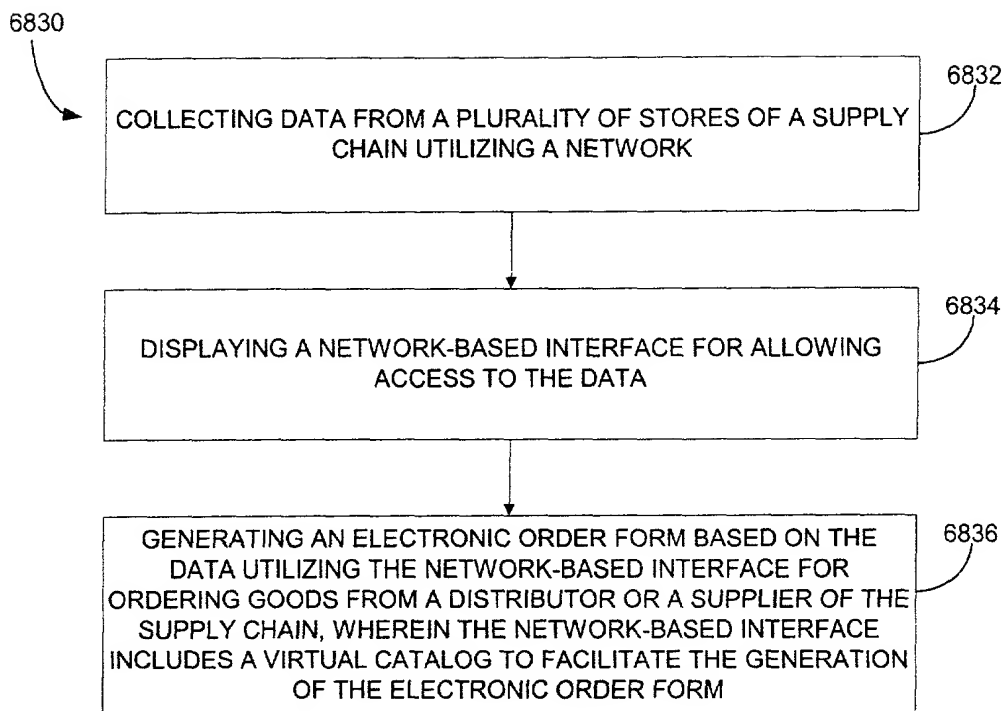 6830
6832
COLLECTING DATA FROM A PLURALITY OF STORES OF A SUPPLY
CHAIN UTILIZING A NETWORK
6834
DISPLAYING A NETWORK-BASED INTERFACE FOR ALLOWING
ACCESS TO THE DATA
6836
GENERATING AN ELECTRONIC ORDER FORM BASED ON THE
DATA UTILIZING THE NETWORK-BASED INTERFACE FOR
ORDERING GOODS FROM A DISTRIBUTOR OR A SUPPLIER OF THE
SUPPLY CHAIN, WHEREIN THE NETWORK-BASED INTERFACE
INCLUDES A VIRTUAL CATALOG TO FACILITATE THE GENERATION
OF THE ELECTRONIC ORDER FORM